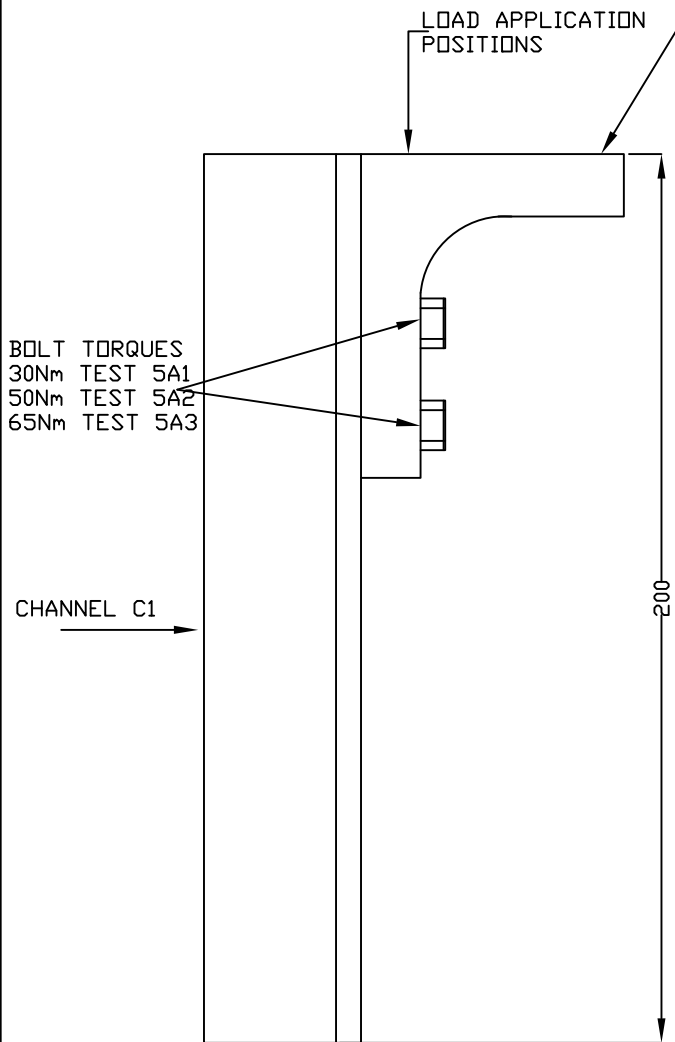 LOAD APPLICATION
POSITIONS
BOLT TORQUES
30Nm TEST 5A1
50Nm TEST 5A2
65Nm TEST 5A3
CHANNEL C1
200